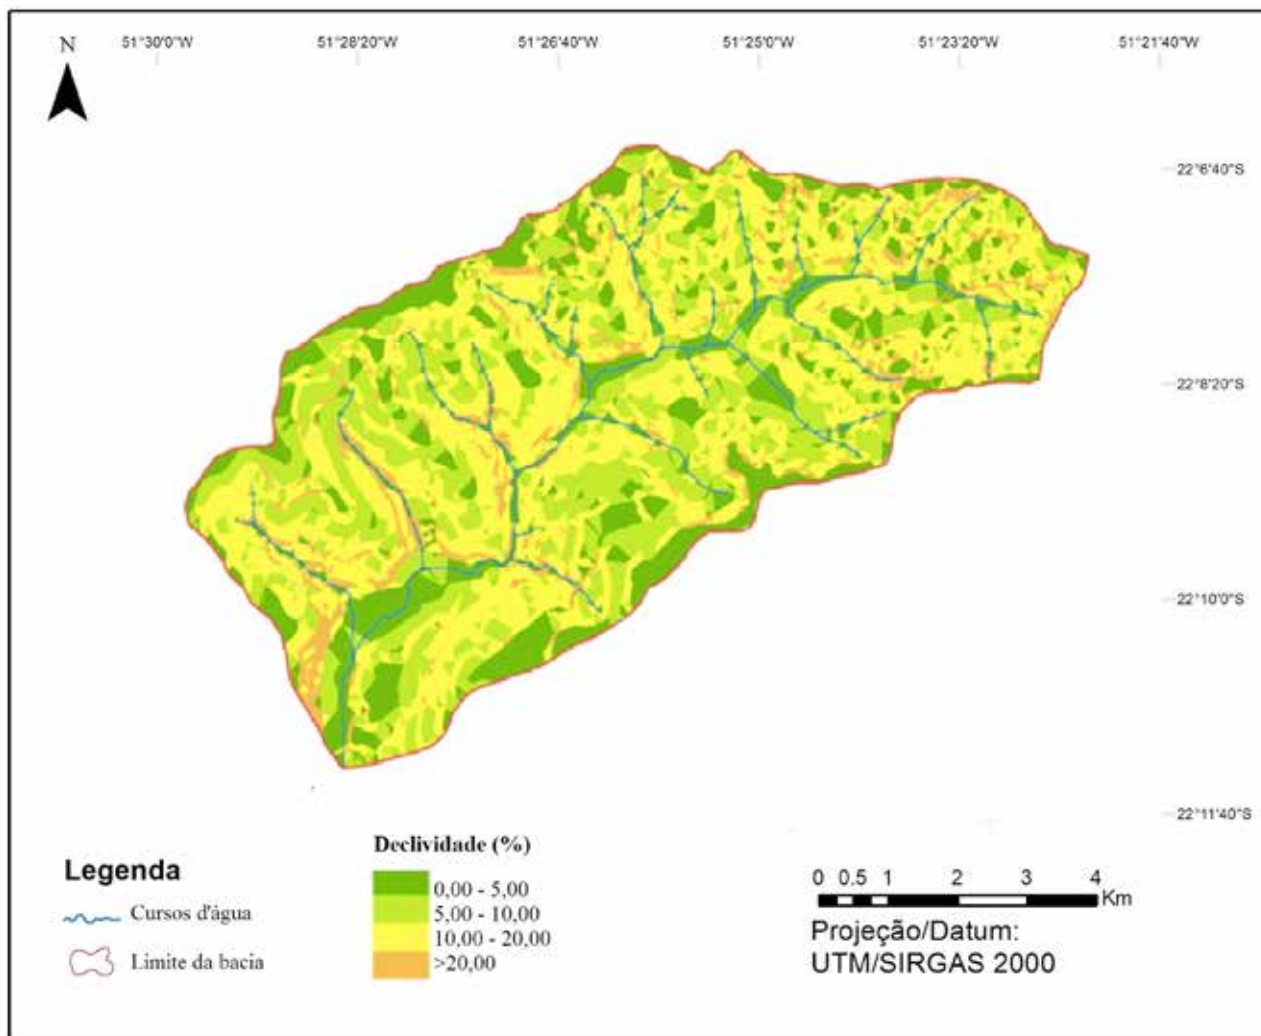 N
51°30'0"W 51°28'20"W 51°26'40"W 51°25'0"W 51°23'20"W 51°21'40"W
22°6'40"S
22°8'20"S
22°10'0"S
22°11'40"S
Legenda
Cursos d'água
Limite da bacia
Declividade (%)
0,00 - 5,00
5,00 - 10,00
10,00 - 20,00
>20,00
0 0.5 1 2 3 4
Km
Projeção/Datum:
UTM/SIRGAS 2000